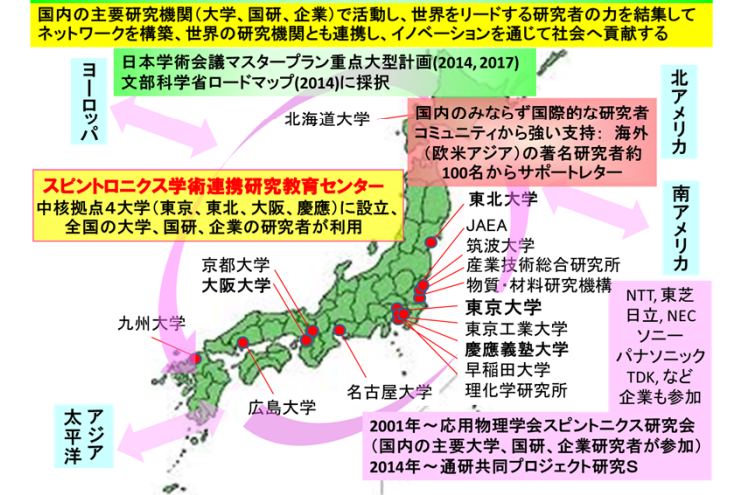 国内の主要研究機関(大学、国研、企業)で活動し、世界をリードする研究者の力を結集して
ネットワークを構築、世界の研究機関とも連携し、イノベーションを通じて社会へ貢献する
日本学術会議マスタープラン重点大型計画(2014, 2017)
文部科学省ロードマップ(2014)に採択
ヨーロッパ
北アメリカ
北海道大学
国内のみならず国際的な研究者
コミュニティから強い支持: 海外
(欧米アジア)の著名研究者約
100名からサポートレター
スピントロニクス学術連携研究教育センター
中核拠点4大学(東京、東北、大阪、慶應)に設立、
全国の大学、国研、企業の研究者が利用
東北大学
南アメリカ
JAEA
筑波大学
産業技術総合研究所
物質・材料研究機構
京都大学
大阪大学
東京大学
東京工業大学
慶應義塾大学
早稲田大学
理化学研究所
NTT, 東芝
日立, NEC
ソニー
パナソニック
TDK, など
企業も参加
九州大学
広島大学
名古屋大学
アジア
太平洋
2001年~応用物理学会スピントニクス研究会
(国内の主要大学、国研、企業研究者が参加)
2014年~通研共同プロジェクト研究S